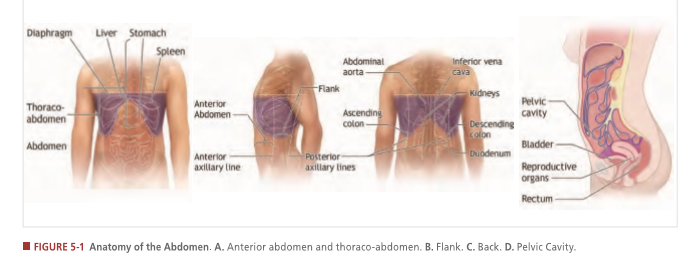 Diaphragm
Liver
Stomach
Spleen
Thoraco-
abdomen
Abdomen
Anterior
Abdomen
Flank
Anterior
axillary line
Posterior
axillary lines
Abdominal
aorta
Inferior vena
cava
Kidneys
Ascending
colon
Descending
colon
Duodenum
Pelvic
cavity
Bladder
Reproductive
organs
Rectum
FIGURE 5-1 Anatomy of the Abdomen. A. Anterior abdomen and thoraco-abdomen. B. Flank. C. Back. D. Pelvic Cavity.